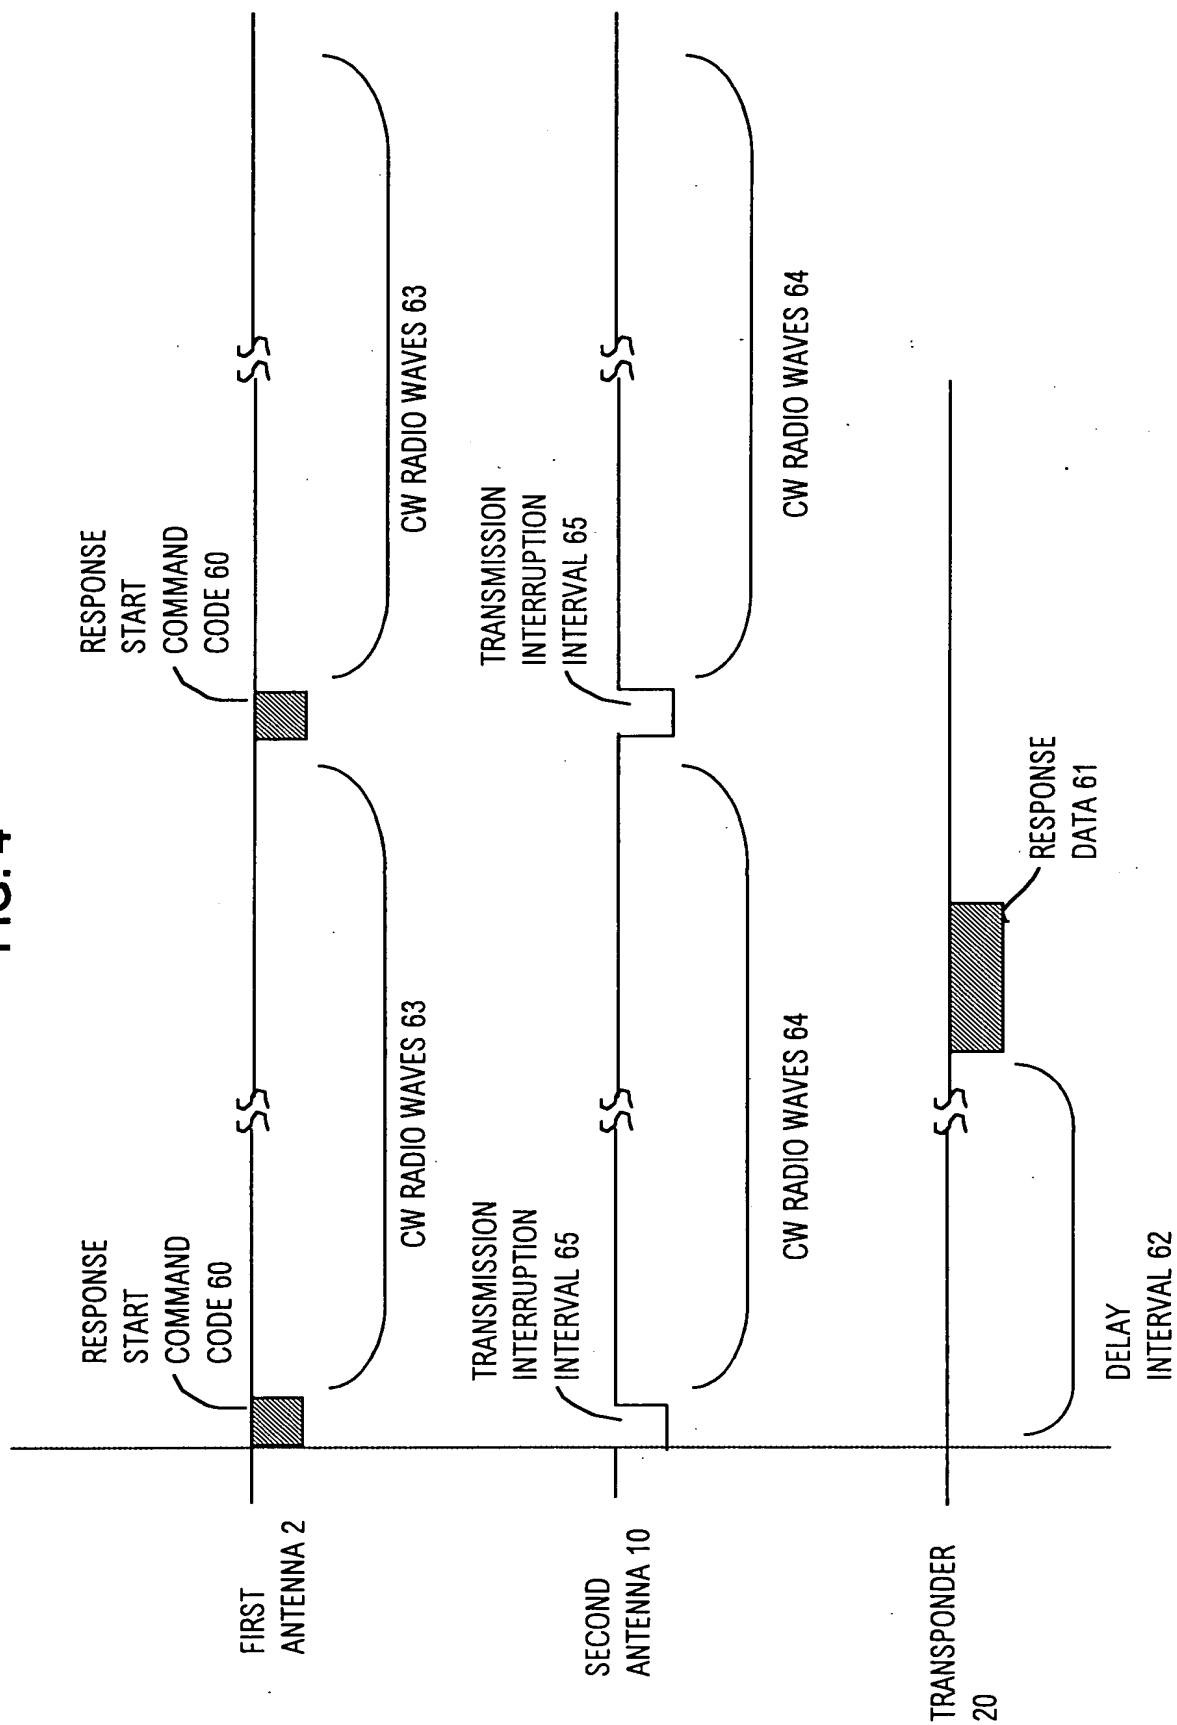 FIG. 4
RESPONSE
START
COMMAND
CODE 60
RESPONSE
START
COMMAND
CODE 60
FIRST
ANTENNA 2
CW RADIO WAVES 63
CW RADIO WAVES 63
TRANSMISSION
INTERRUPTION
INTERVAL 65
TRANSMISSION
INTERRUPTION
INTERVAL 65
SECOND
ANTENNA 10
CW RADIO WAVES 64
CW RADIO WAVES 64
TRANSPONDER
20
RESPONSE
DATA 61
DELAY
INTERVAL 62